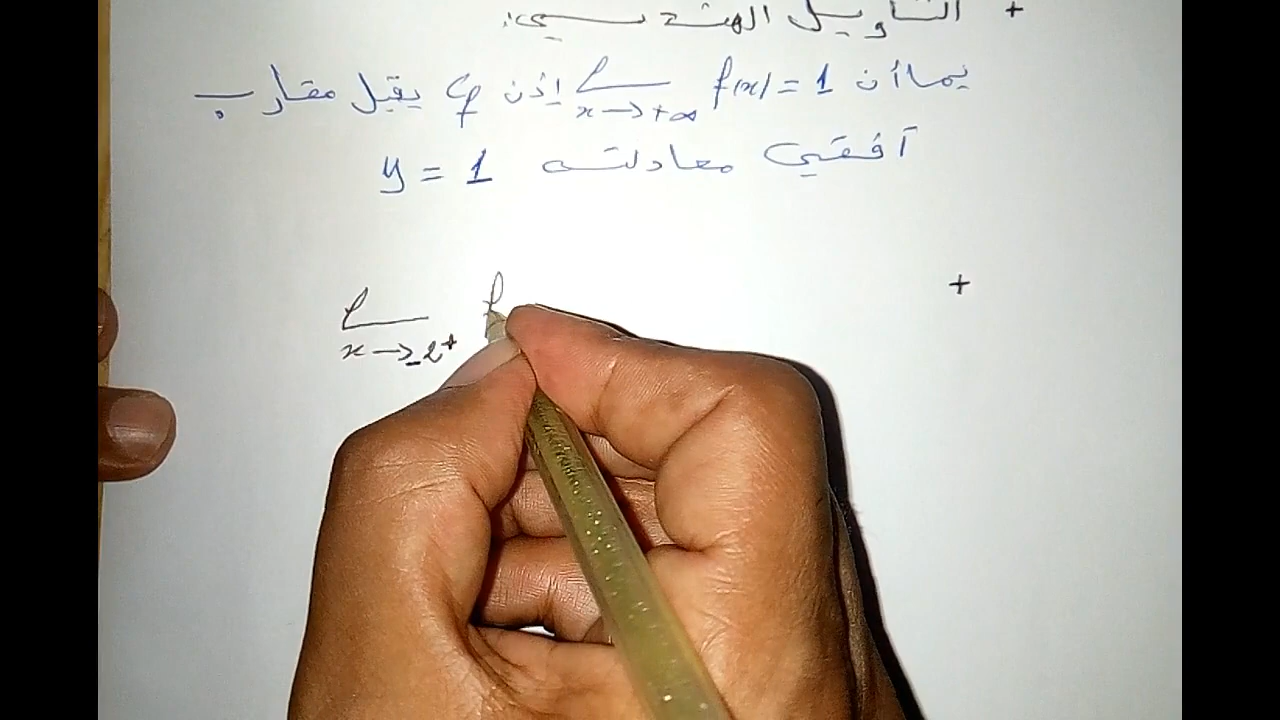 + التأويل الهندسي:
بما أن lim x→+∞ f(x) = 1 إذن Cf يقبل مقارب
أفقي معادلته y = 1
+ lim x→-2⁺ f